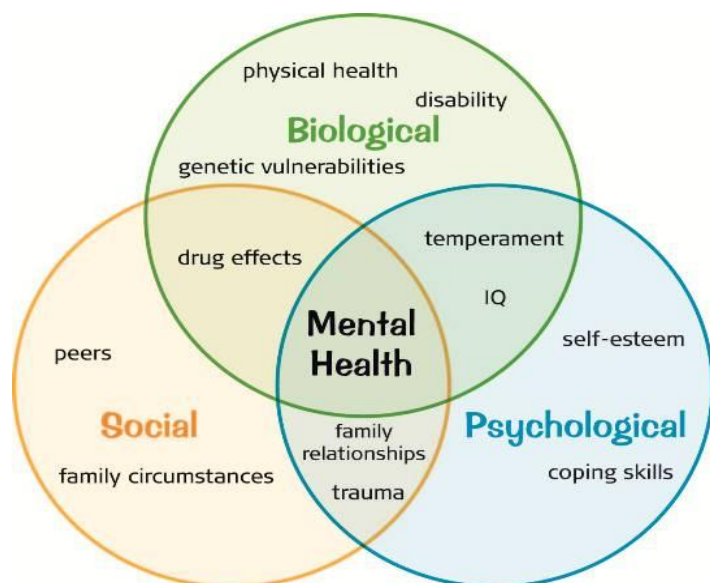 physical health
disability
Biological
genetic vulnerabilities
drug effects
temperament
IQ
Mental
Health
peers
self-esteem
Social
family
relationships
Psychological
family circumstances
trauma
coping skills